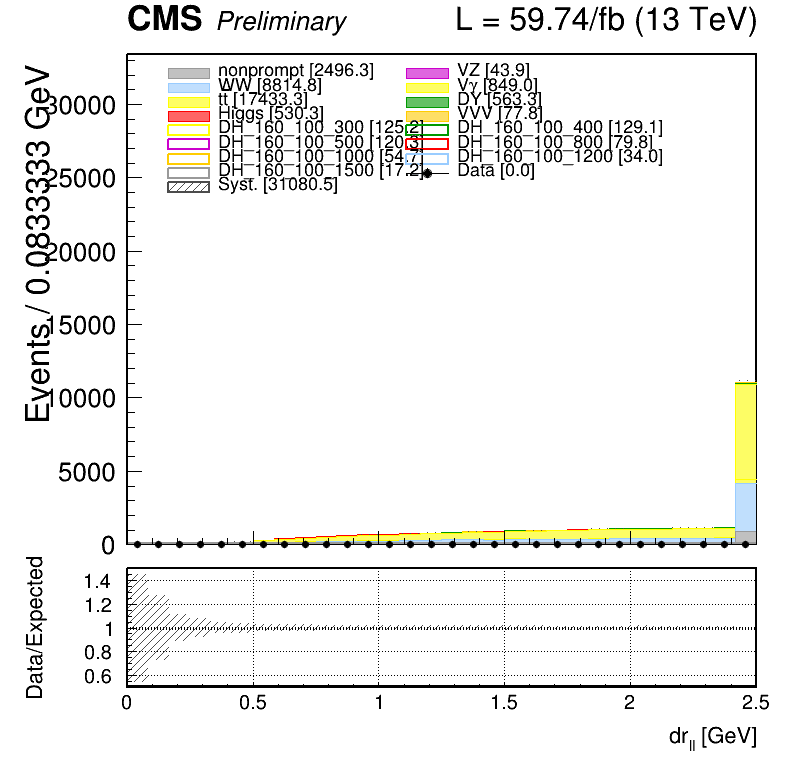 CMS Preliminary L = 59.74/fb (13 TeV)
nonprompt [2496.3] VZ [43.9]
WW [8814.8] Vγ [849.0]
tt [17433.3] DY [563.3]
Higgs [530.3] VVV [77.8]
DH_160_100_300 [125.2] DH_160_100_400 [129.1]
DH_160_100_500 [120.3] DH_160_100_800 [79.8]
DH_160_100_1000 [54.7] DH_160_100_1200 [34.0]
DH_160_100_1500 [17.2] Data [0.0]
Syst. [31080.5]
Events / 0.0833333 GeV
30000
25000
20000
15000
10000
5000
0
Data/Expected
1.4
1.2
1
0.8
0.6
0 0.5 1 1.5 2 2.5
dr_ll [GeV]